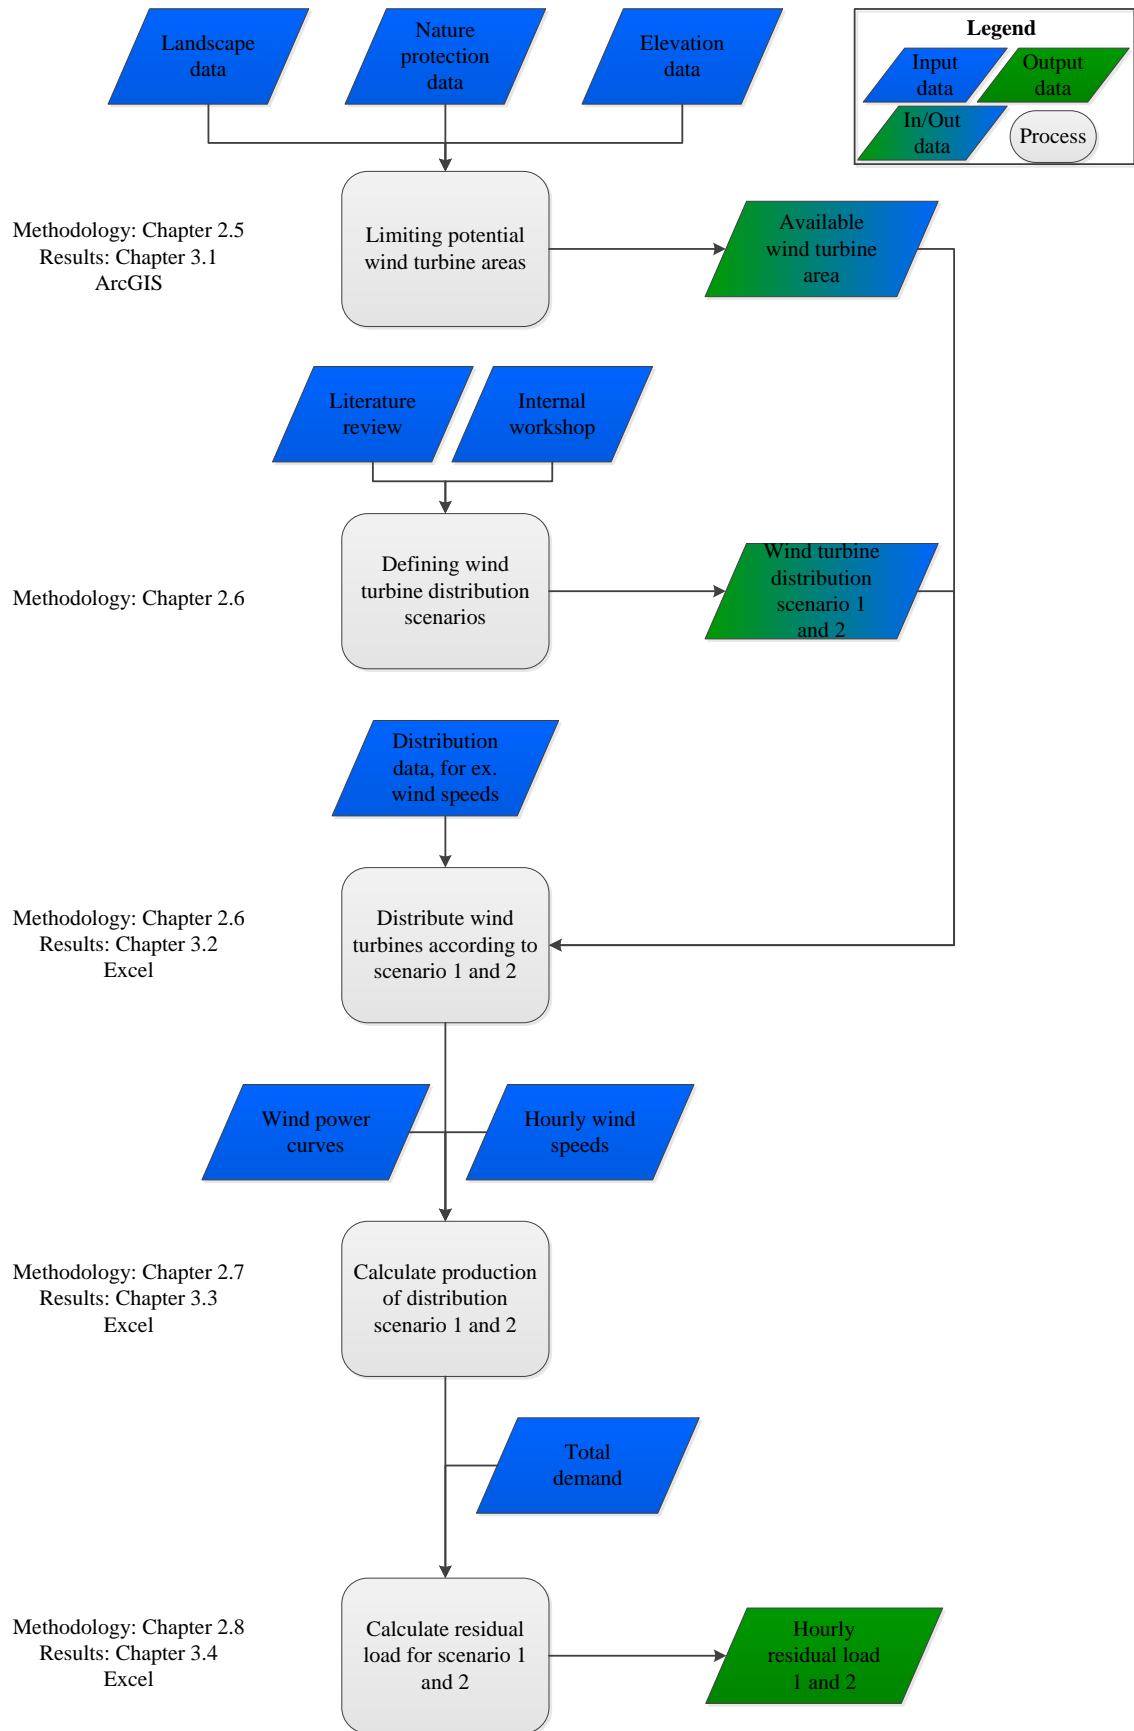 Landscape
data
Nature
protection
data
Elevation
data
Legend
Input
data
Output
data
In/Out
data
Process
Methodology: Chapter 2.5
Results: Chapter 3.1
ArcGIS
Limiting potential
wind turbine areas
Available
wind turbine
area
Literature
review
Internal
workshop
Methodology: Chapter 2.6
Defining wind
turbine distribution
scenarios
Wind turbine
distribution
scenario 1
and 2
Distribution
data, for ex.
wind speeds
Methodology: Chapter 2.6
Results: Chapter 3.2
Excel
Distribute wind
turbines according to
scenario 1 and 2
Wind power
curves
Hourly wind
speeds
Methodology: Chapter 2.7
Results: Chapter 3.3
Excel
Calculate production
of distribution
scenario 1 and 2
Total
demand
Methodology: Chapter 2.8
Results: Chapter 3.4
Excel
Calculate residual
load for scenario 1
and 2
Hourly
residual load
1 and 2